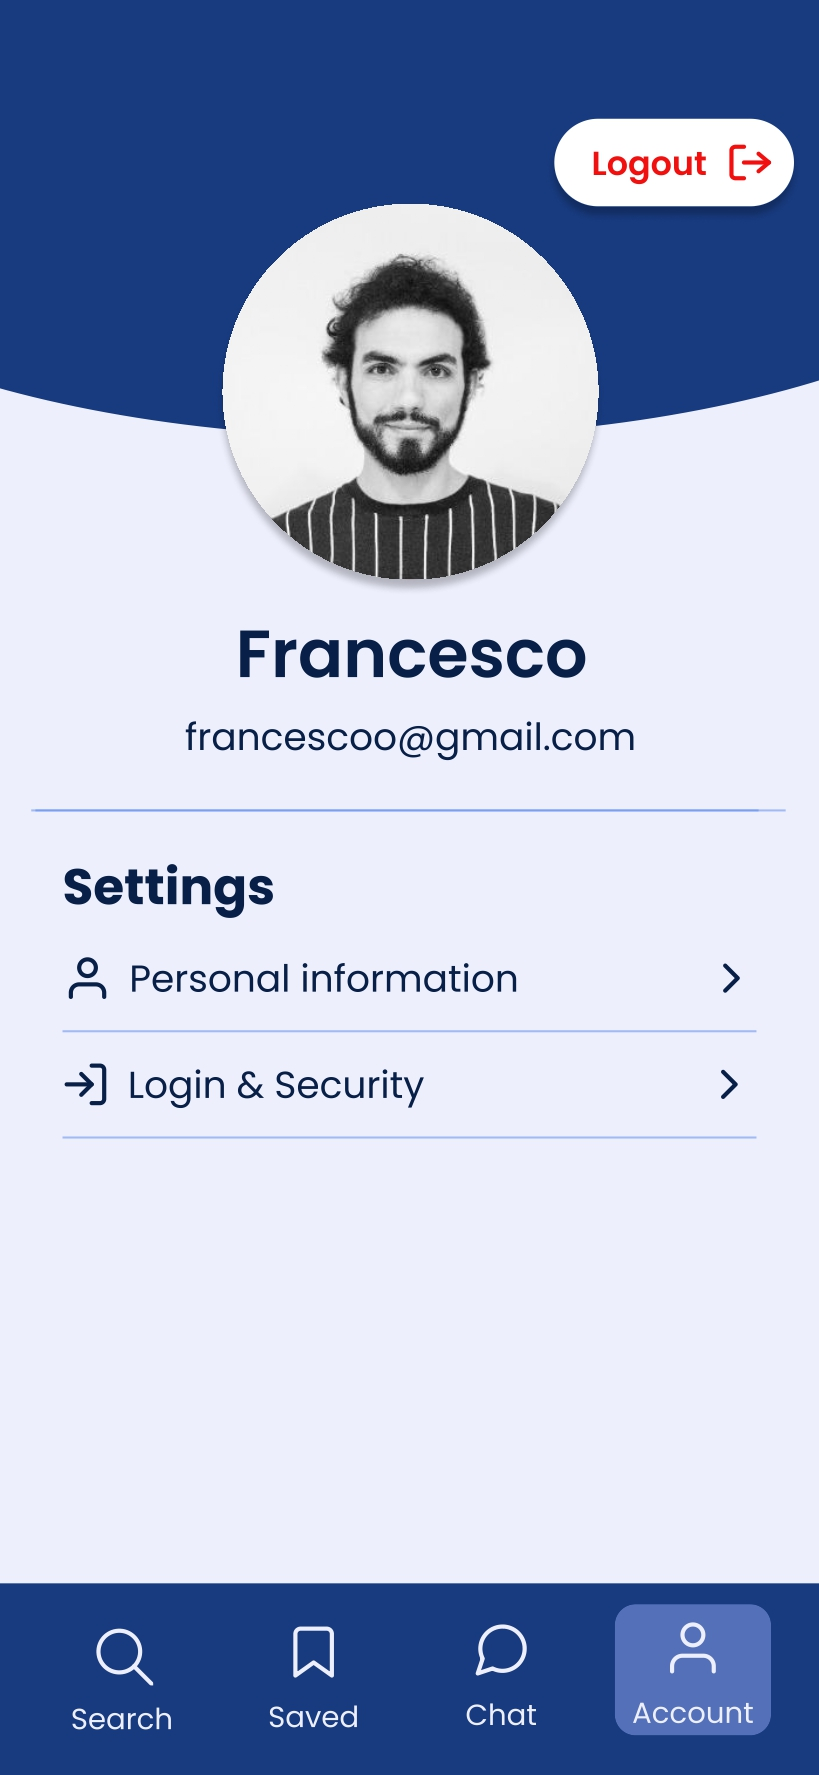 Logout
Francesco
francescoo@gmail.com
Settings
Personal information
Login & Security
Search
Saved
Chat
Account